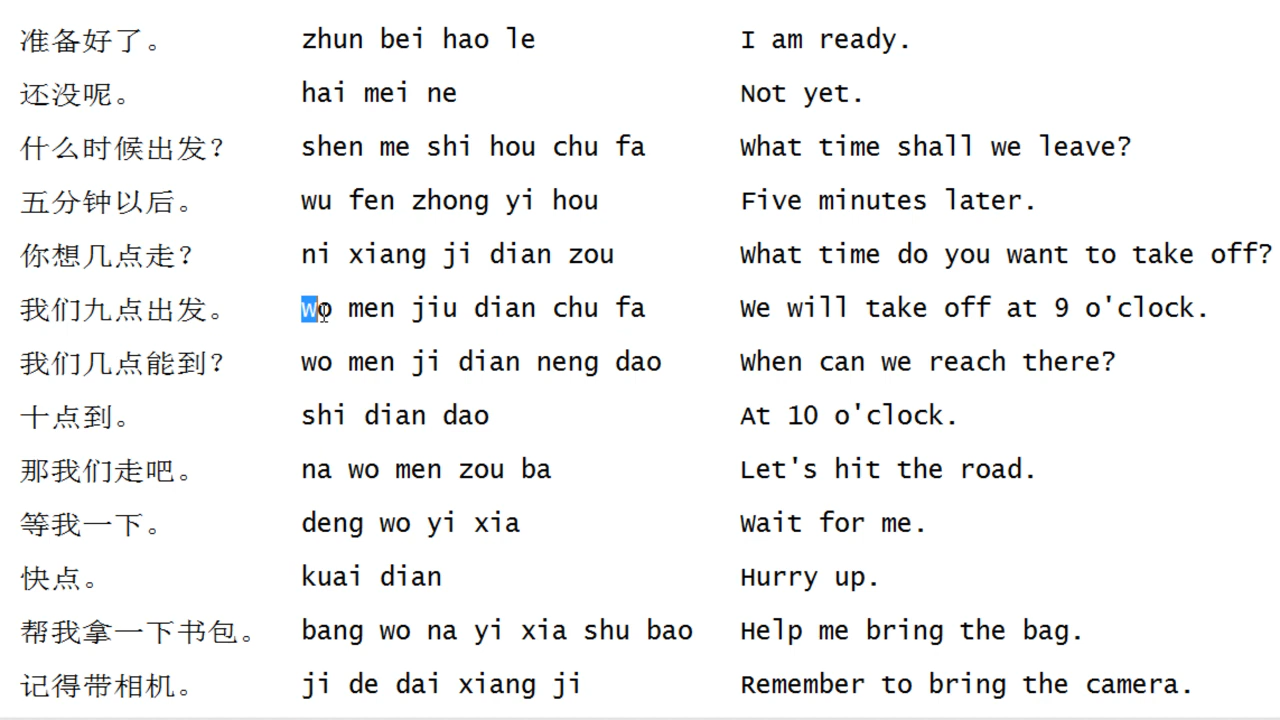 准备好了。 zhun bei hao le I am ready.
还没呢。 hai mei ne Not yet.
什么时候出发? shen me shi hou chu fa What time shall we leave?
五分钟以后。 wu fen zhong yi hou Five minutes later.
你想几点走? ni xiang ji dian zou What time do you want to take off?
我们九点出发。 wo men jiu dian chu fa We will take off at 9 o'clock.
我们几点能到? wo men ji dian neng dao When can we reach there?
十点到。 shi dian dao At 10 o'clock.
那我们走吧。 na wo men zou ba Let's hit the road.
等我一下。 deng wo yi xia Wait for me.
快点。 kuai dian Hurry up.
帮我拿一下书包。 bang wo na yi xia shu bao Help me bring the bag.
记得带相机。 ji de dai xiang ji Remember to bring the camera.